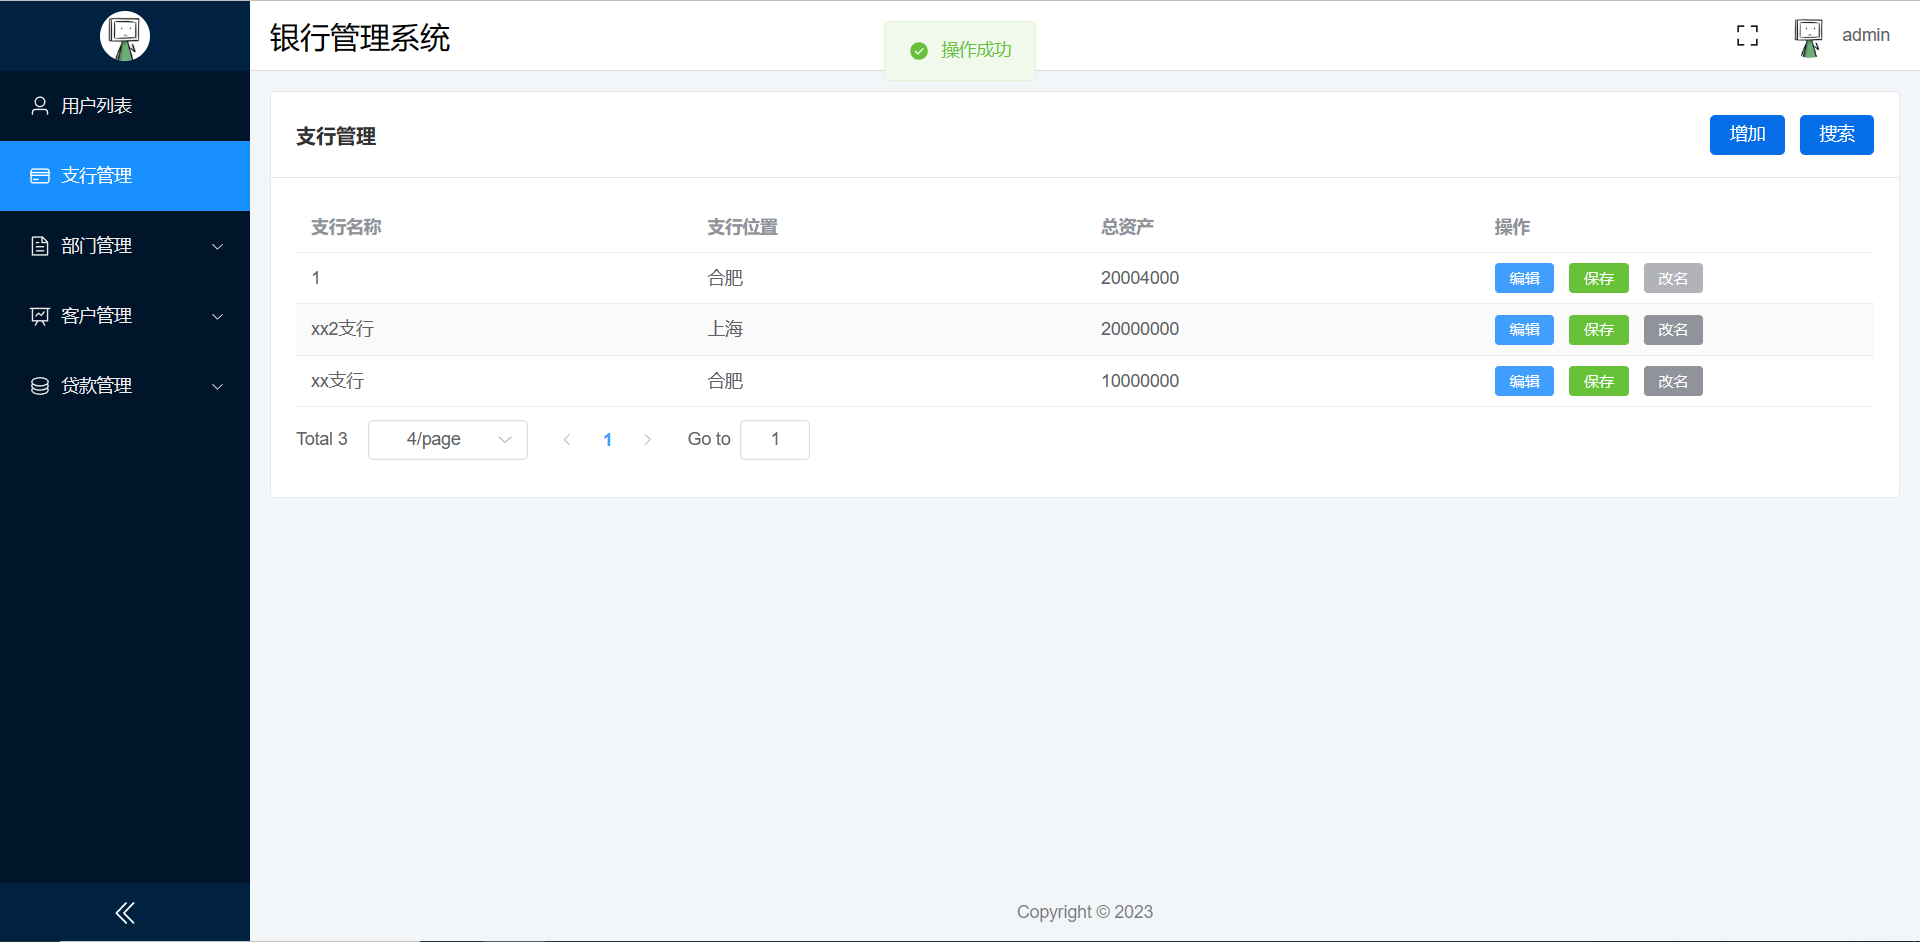 银行管理系统
操作成功
admin
用户列表
支行管理
部门管理
客户管理
贷款管理
支行管理
增加 搜索
支行名称 支行位置 总资产 操作
1 合肥 20004000 编辑 保存 改名
xx2支行 上海 20000000 编辑 保存 改名
xx支行 合肥 10000000 编辑 保存 改名
Total 3 4/page 1 Go to 1
Copyright © 2023